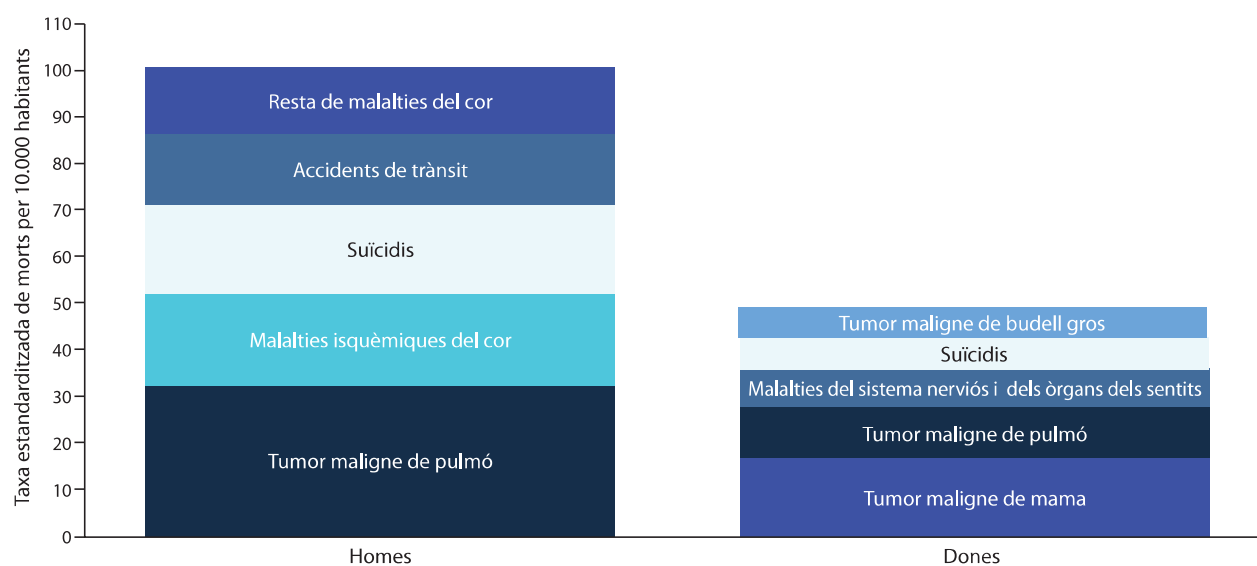 Taxa estandarditzada de morts per 10.000 habitants
110
100
90
80
70
60
50
40
30
20
10
0
Resta de malalties del cor
Accidents de trànsit
Suïcidis
Malalties isquèmiques del cor
Tumor maligne de pulmó
Homes
Tumor maligne de budell gros
Suïcidis
Malalties del sistema nerviós i dels òrgans dels sentits
Tumor maligne de pulmó
Tumor maligne de mama
Dones